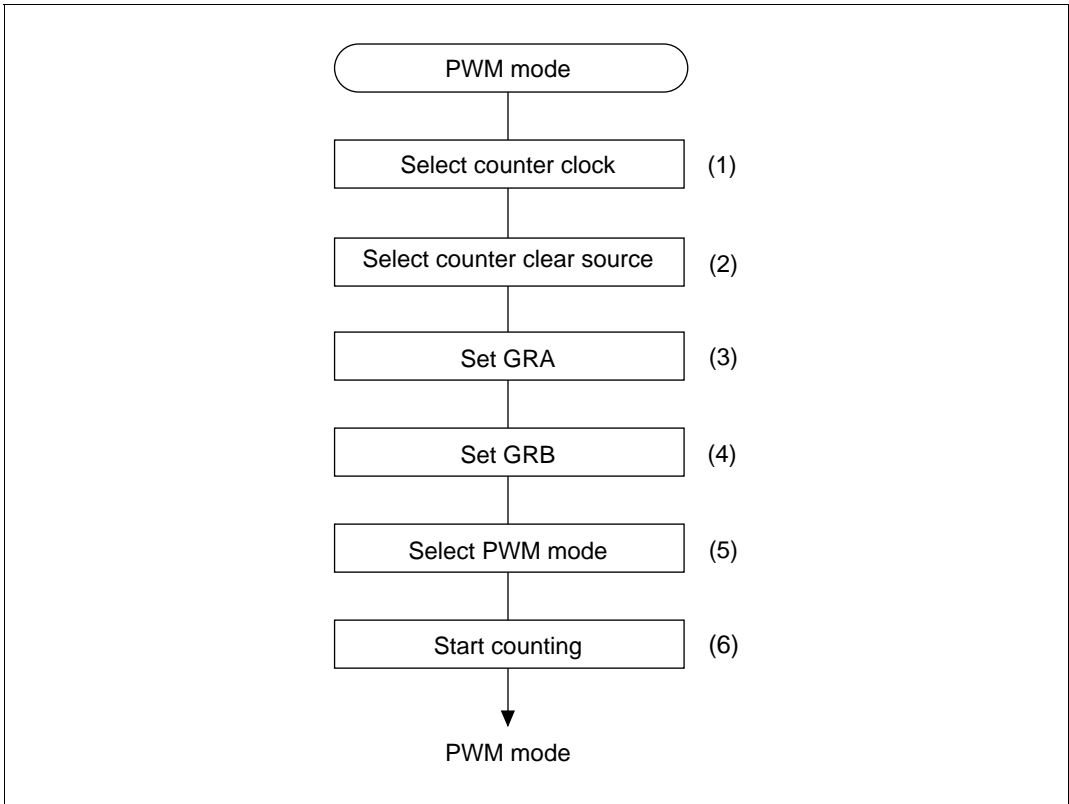 PWM mode
Select counter clock (1)
Select counter clear source (2)
Set GRA (3)
Set GRB (4)
Select PWM mode (5)
Start counting (6)
PWM mode